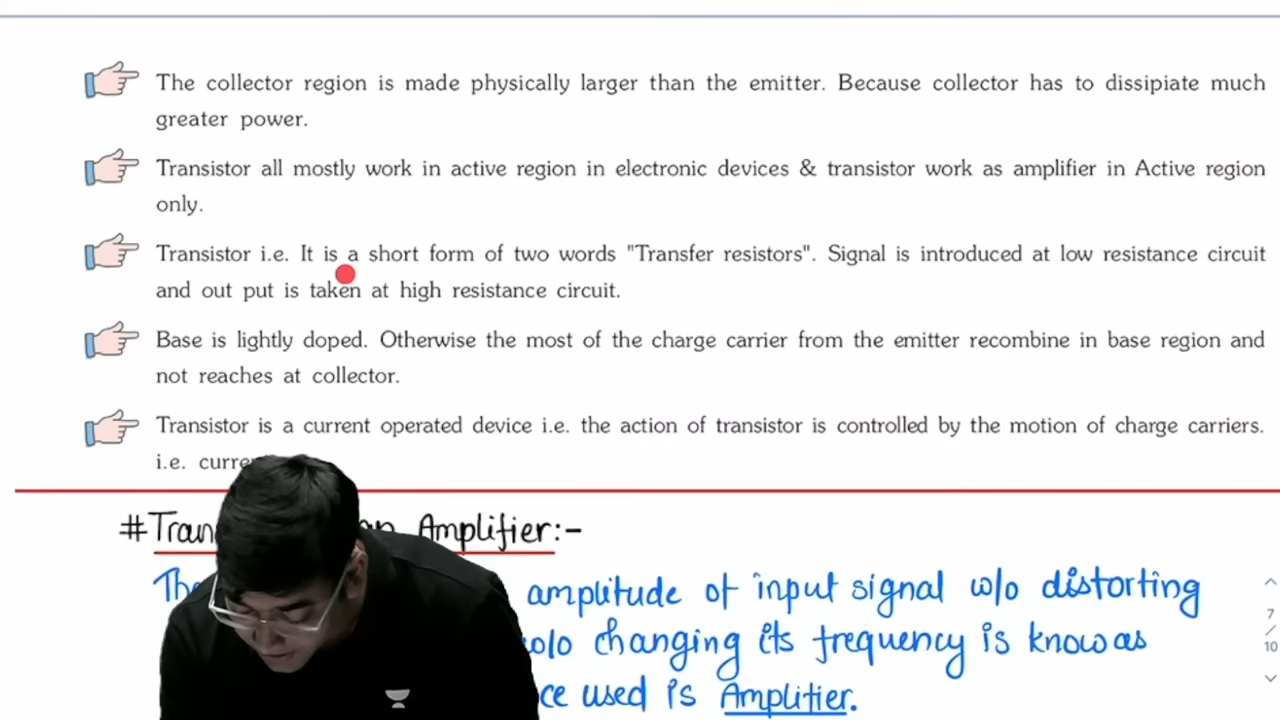 The collector region is made physically larger than the emitter. Because collector has to dissipiate much
greater power.
Transistor all mostly work in active region in electronic devices & transistor work as amplifier in Active region
only.
Transistor i.e. It is a short form of two words "Transfer resistors". Signal is introduced at low resistance circuit
and out put is taken at high resistance circuit.
Base is lightly doped. Otherwise the most of the charge carrier from the emitter recombine in base region and
not reaches at collector.
Transistor is a current operated device i.e. the action of transistor is controlled by the motion of charge carriers.
i.e.
# Amplifier:-
amplitude of input signal w/o distorting
w/o changing its frequency is know as
used is Amplifier.
7
/
10